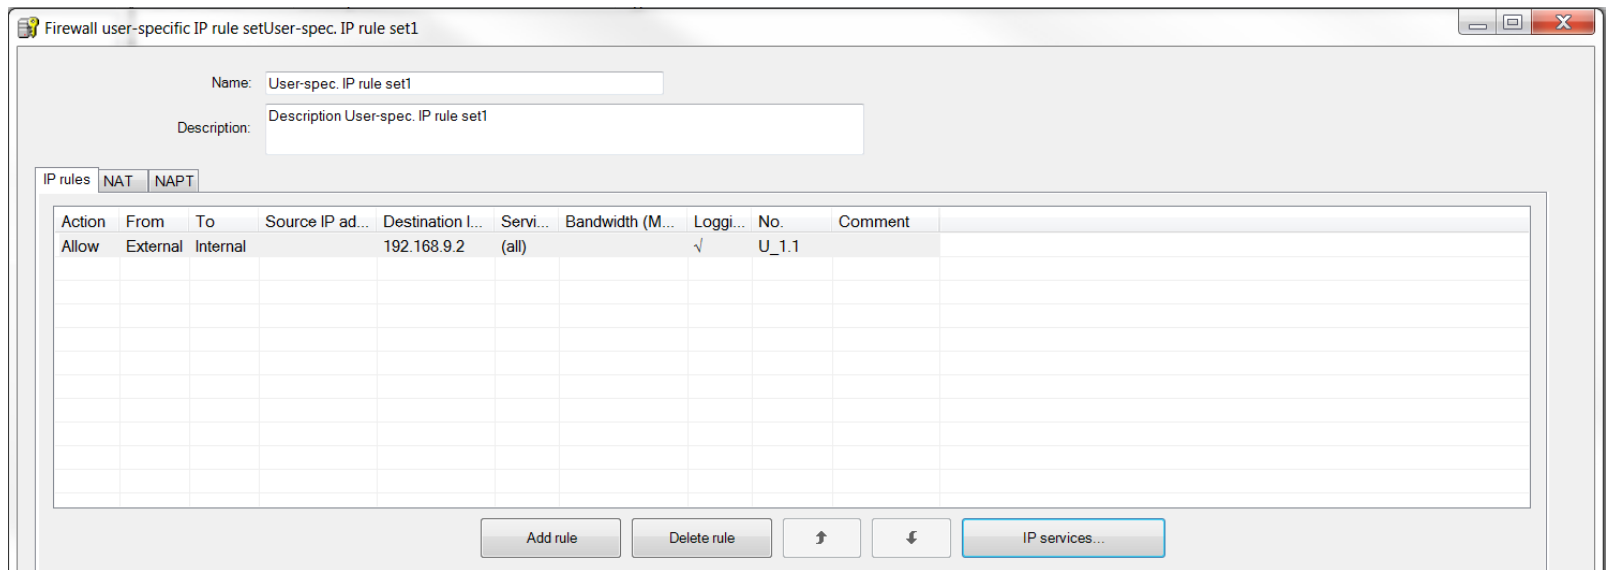 Firewall user-specific IP rule setUser-spec. IP rule set1
Name: User-spec. IP rule set1
Description: Description User-spec. IP rule set1
IP rules NAT NAPT
Action From To Source IP ad... Destination I... Servi... Bandwidth (M... Loggi... No. Comment
Allow External Internal 192.168.9.2 (all) √ U_1.1
Add rule Delete rule IP services...